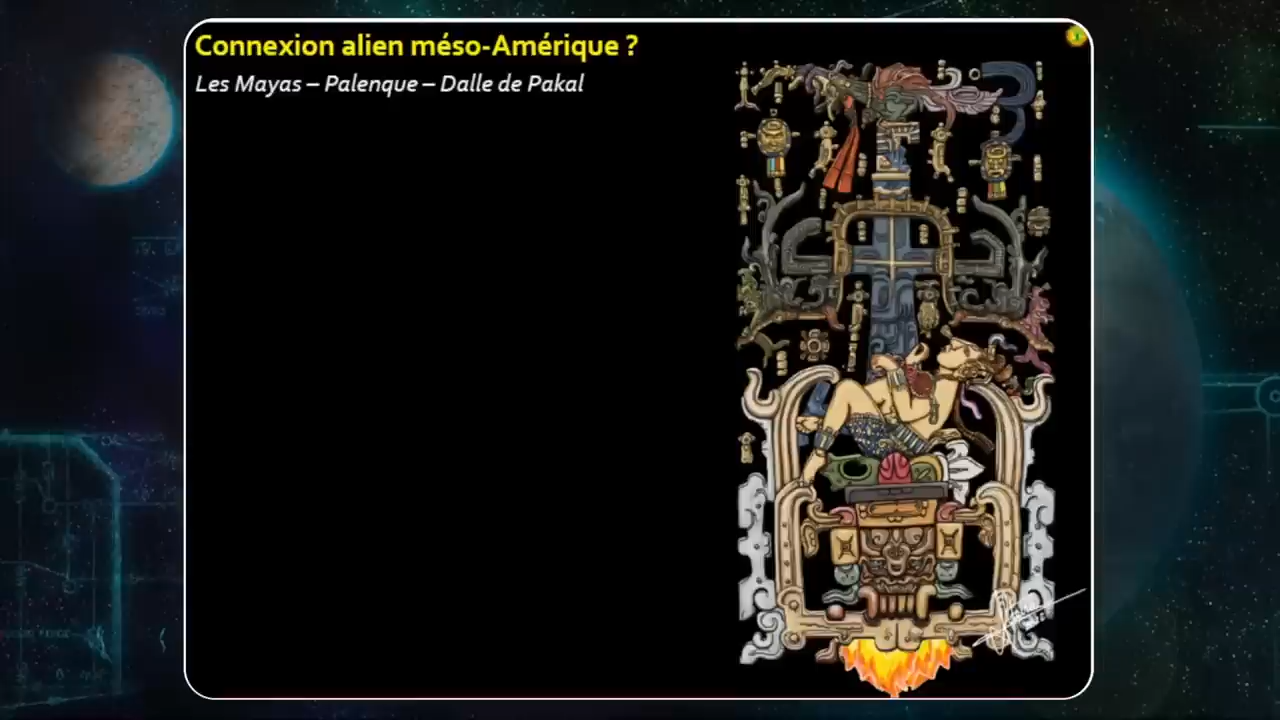 Connexion alien méso-Amérique ?
Les Mayas – Palenque – Dalle de Pakal